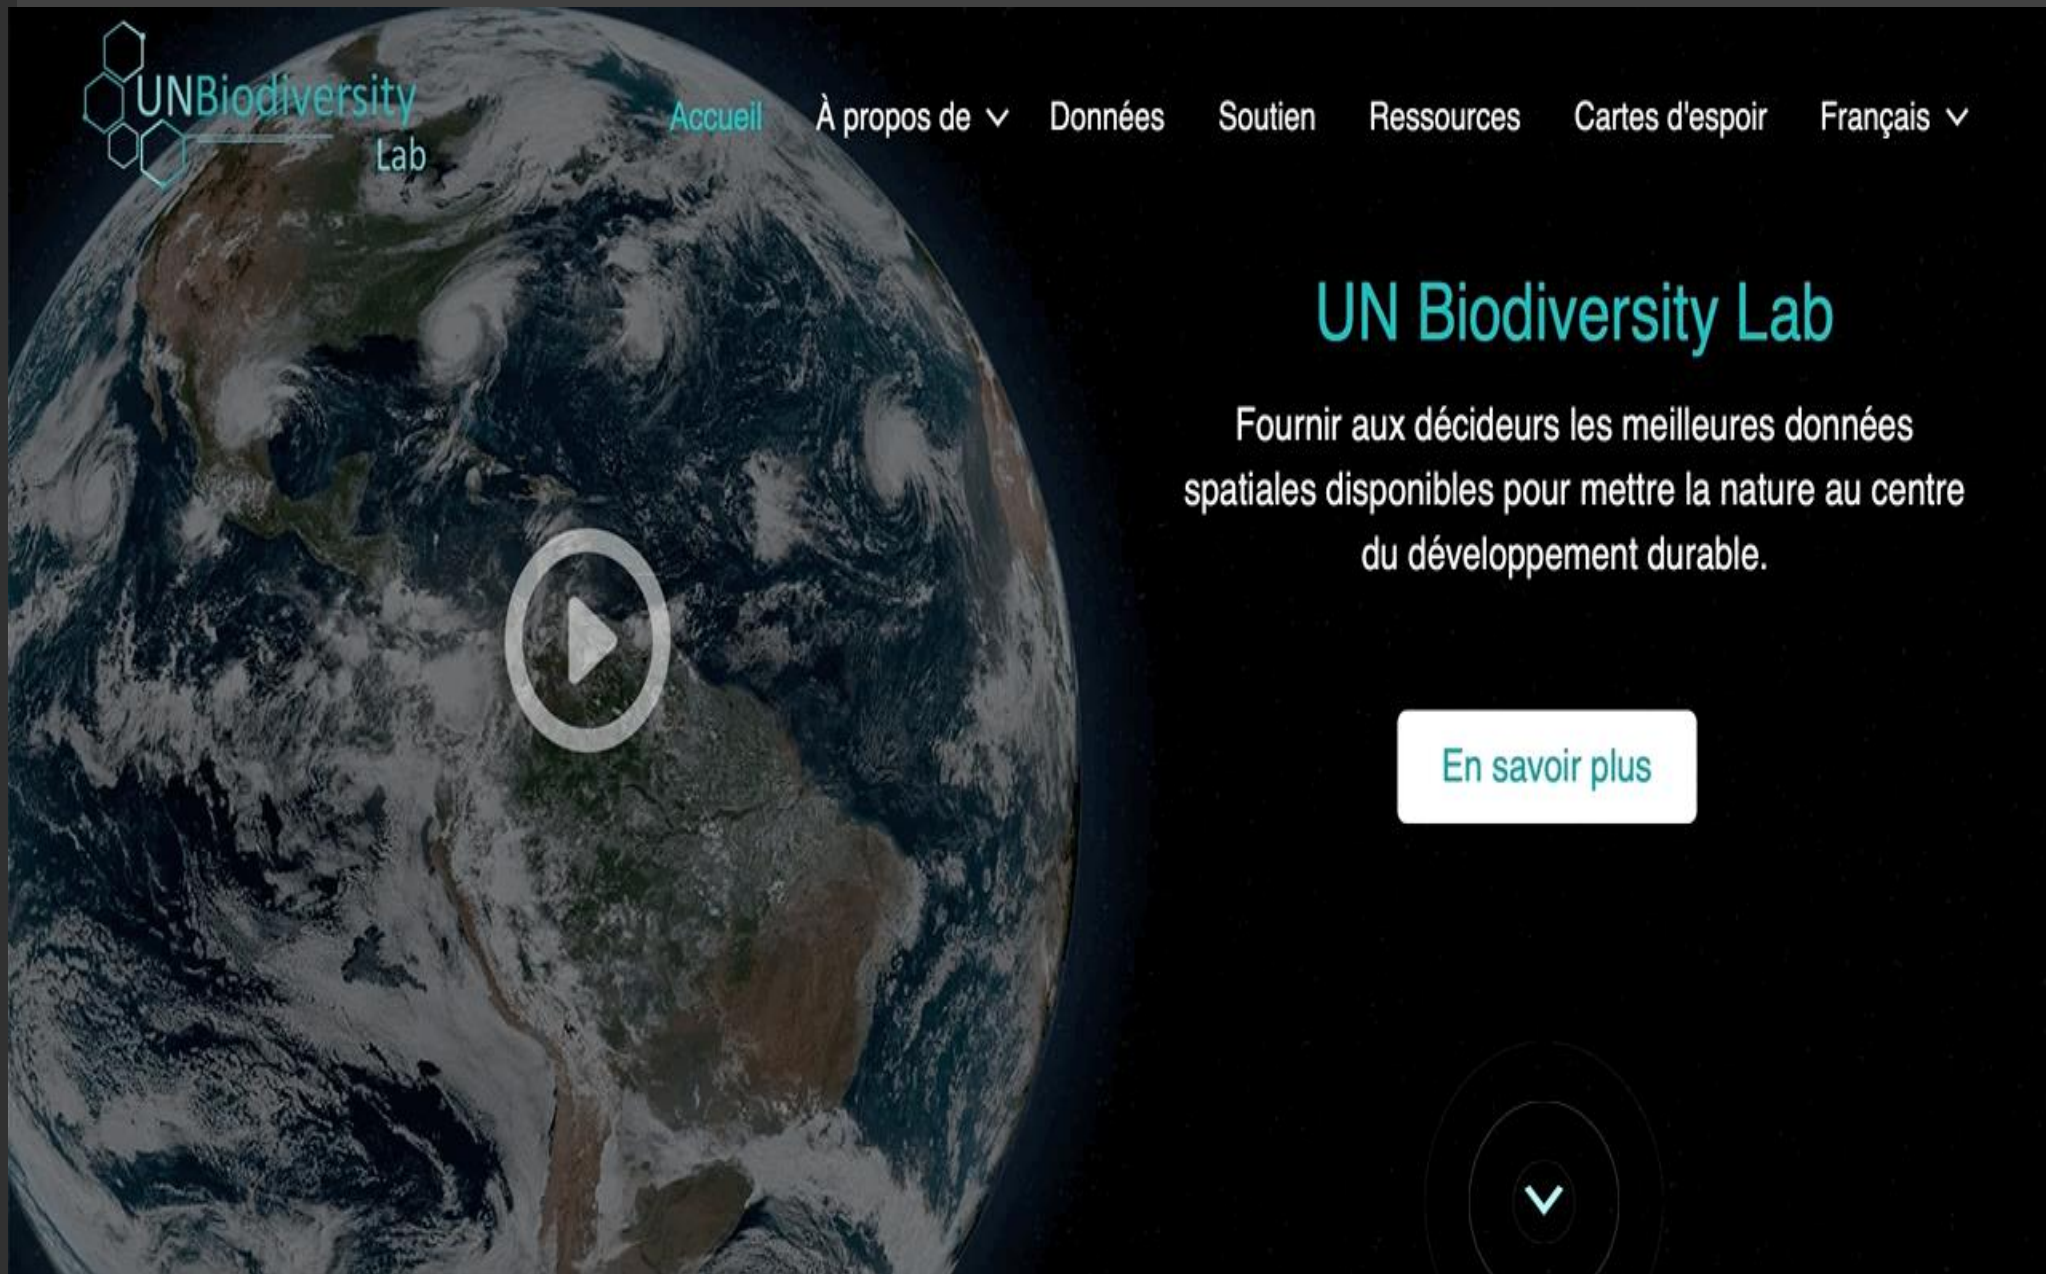 UNBiodiversity
Lab
Accueil
À propos de
Données
Soutien
Ressources
Cartes d'espoir
Français
UN Biodiversity Lab
Fournir aux décideurs les meilleures données
spatiales disponibles pour mettre la nature au centre
du développement durable.
En savoir plus